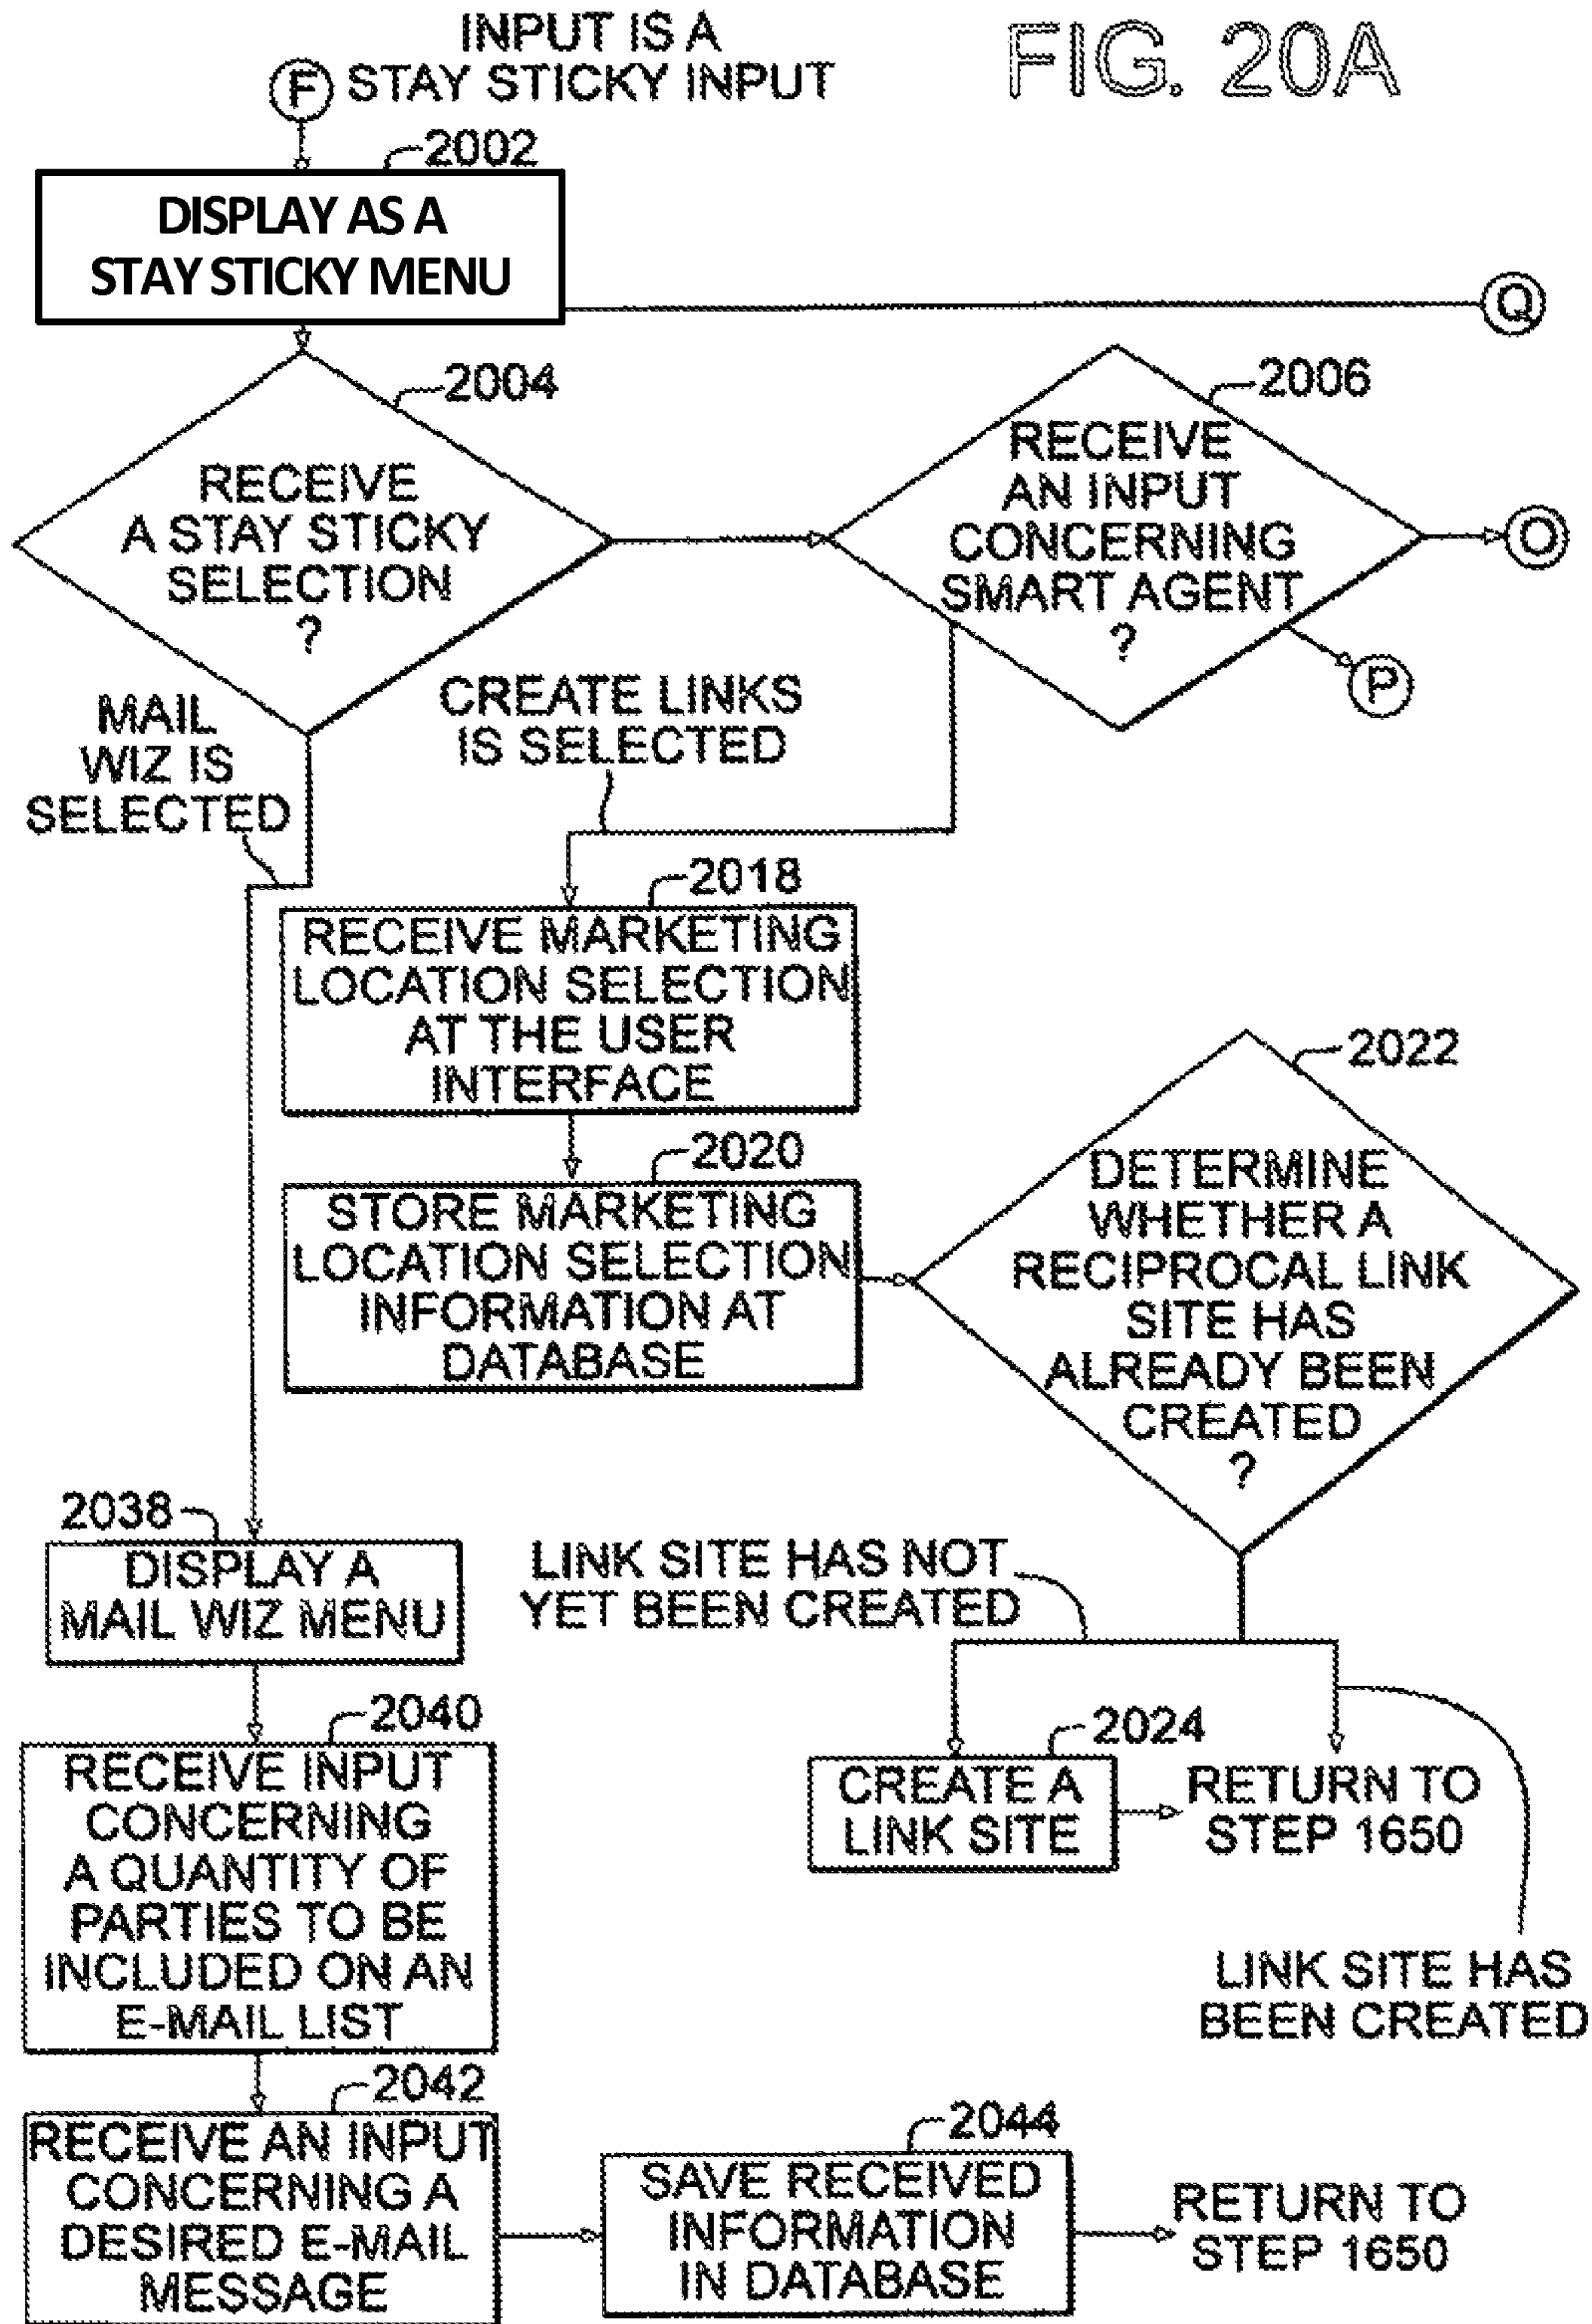 FIG. 20A
INPUT IS A
STAY STICKY INPUT
F
2002
DISPLAY AS A
STAY STICKY MENU
Q
2004
RECEIVE
A STAY STICKY
SELECTION
?
2006
RECEIVE
AN INPUT
CONCERNING
SMART AGENT
?
O
P
MAIL
WIZ IS
SELECTED
CREATE LINKS
IS SELECTED
2018
RECEIVE MARKETING
LOCATION SELECTION
AT THE USER
INTERFACE
2020
STORE MARKETING
LOCATION SELECTION
INFORMATION AT
DATABASE
2022
DETERMINE
WHETHER A
RECIPROCAL LINK
SITE HAS
ALREADY BEEN
CREATED
?
LINK SITE HAS NOT
YET BEEN CREATED
2024
CREATE A
LINK SITE
RETURN TO
STEP 1650
LINK SITE HAS
BEEN CREATED
2038
DISPLAY A
MAIL WIZ MENU
2040
RECEIVE INPUT
CONCERNING
A QUANTITY OF
PARTIES TO BE
INCLUDED ON AN
E-MAIL LIST
2042
RECEIVE AN INPUT
CONCERNING A
DESIRED E-MAIL
MESSAGE
2044
SAVE RECEIVED
INFORMATION
IN DATABASE
RETURN TO
STEP 1650